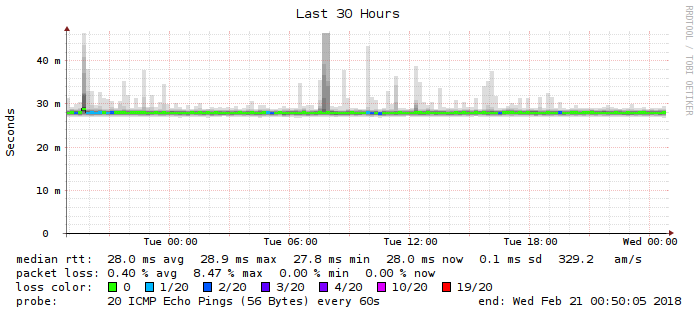 Last 30 Hours
RRDTOOL / TOBI OETIKER
Seconds
40 m
30 m
20 m
10 m
0
Tue 00:00 Tue 06:00 Tue 12:00 Tue 18:00 Wed 00:00
median rtt: 28.0 ms avg 28.9 ms max 27.8 ms min 28.0 ms now 0.1 ms sd 329.2 am/s
packet loss: 0.40 % avg 8.47 % max 0.00 % min 0.00 % now
loss color: 0 1/20 2/20 3/20 4/20 10/20 19/20
probe: 20 ICMP Echo Pings (56 Bytes) every 60s end: Wed Feb 21 00:50:05 2018